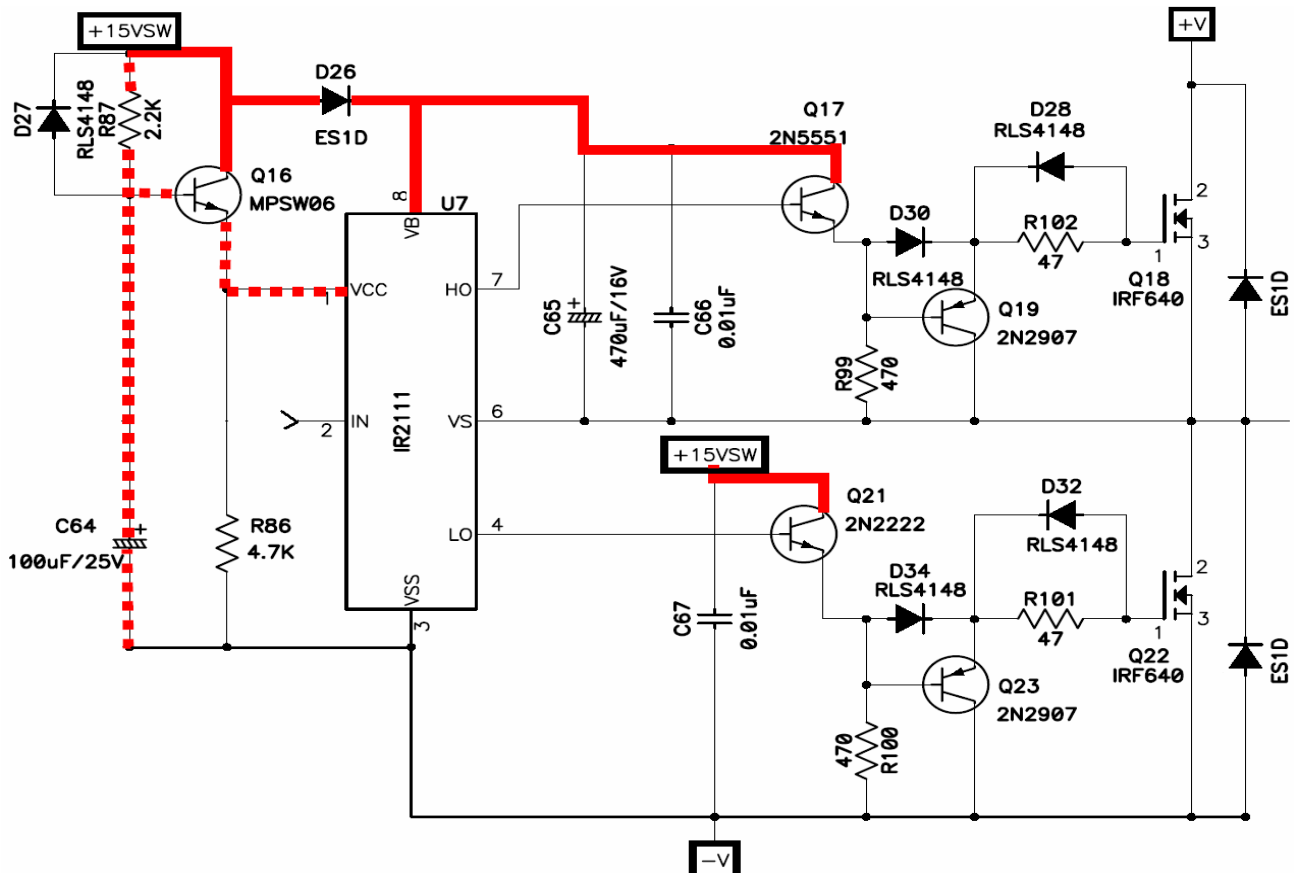 +15VSW
+V
D27
RLS4148
R87
2.2K
D26
ES1D
Q16
MPSW06
U7
8
VB
1
VCC
HO
7
IN
2
IR2111
VS
6
LO
4
VSS
3
C64
+
100uF/25V
R86
4.7K
C65
+
470uF/16V
C66
0.01uF
Q17
2N5551
D28
RLS4148
D30
RLS4148
R102
47
2
1
3
Q18
IRF640
ES1D
Q19
2N2907
R99
470
+15VSW
Q21
2N2222
C67
0.01uF
D32
RLS4148
D34
RLS4148
R101
47
2
1
3
Q22
IRF640
ES1D
Q23
2N2907
470
R100
-V